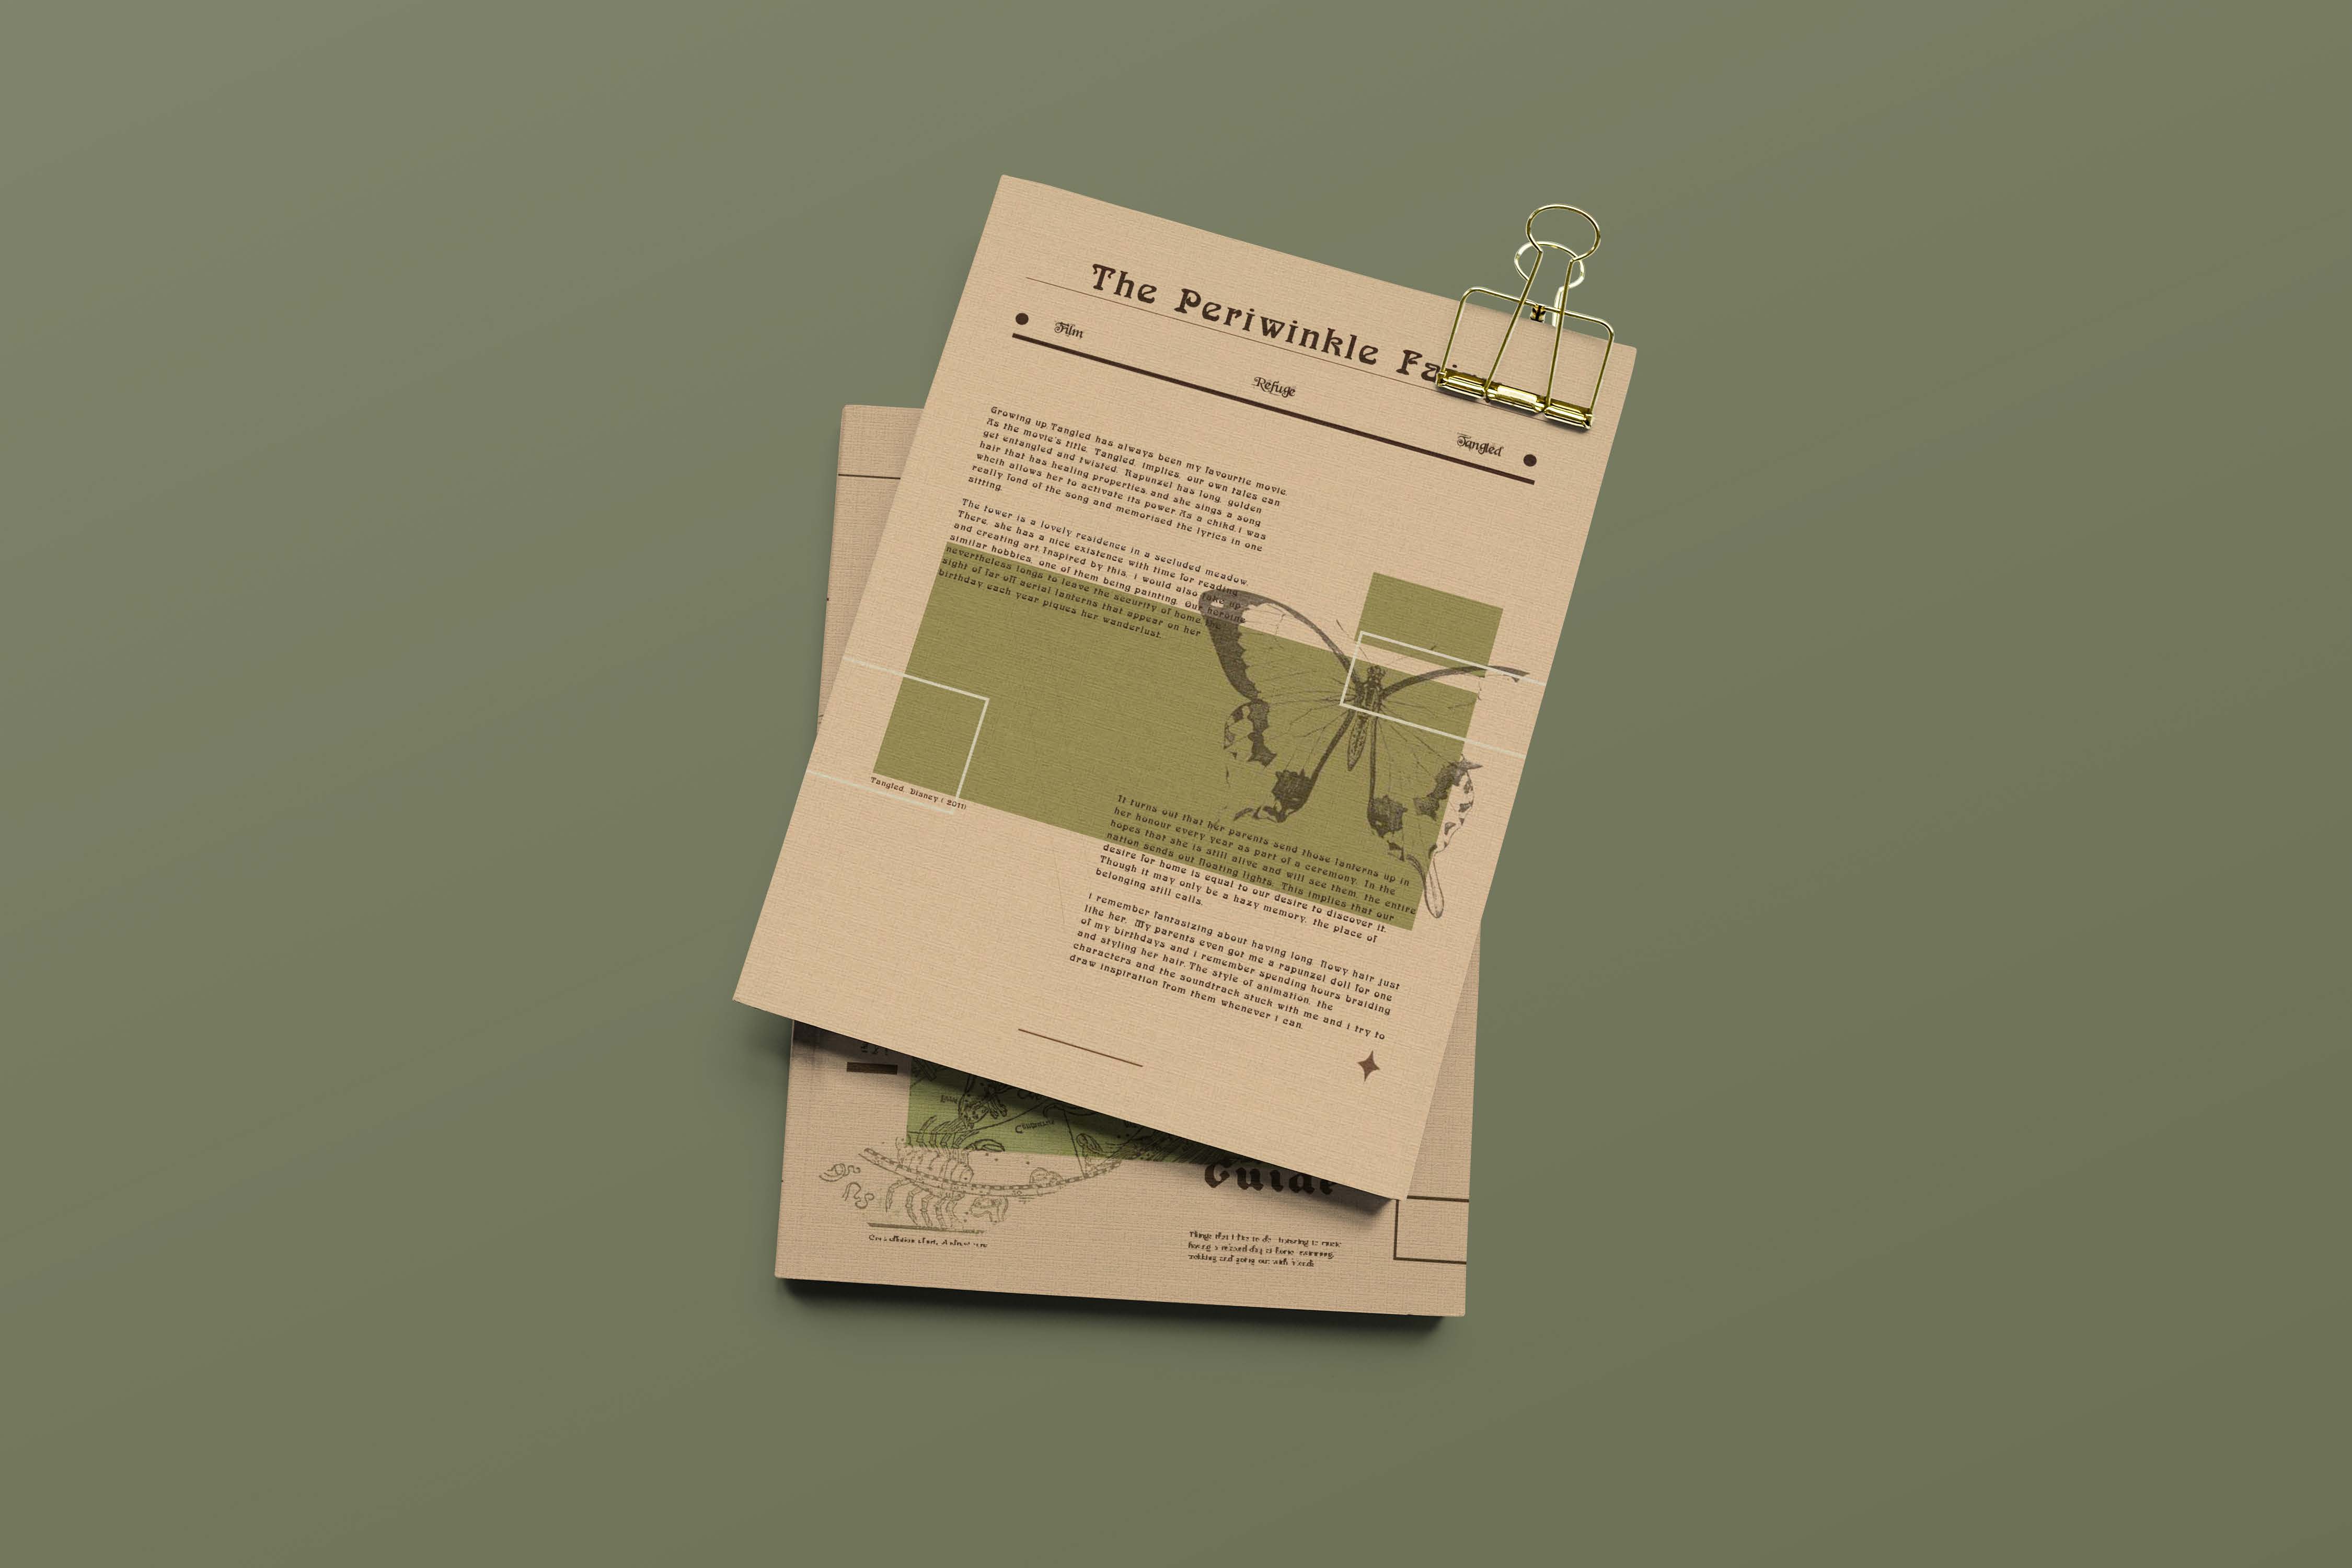 The Periwinkle
Film
Refuge
Tangled
Growing up,Tangled has always been my favourtie movie.
As the movie's title, Tangled, implies, our own tales can
get entangled and twisted. Rapunzel has long, golden
hair that has healing properties,and she sings a song
whcih allows her to activate its power As a chikd,i was
really fond of the song and memorised the lyrics in one
sitting.
The tower is a lovely residence in a secluded meadow.
There, she has a nice existence with time for reading
and creating art.Inspired by this, i would also take up
similar hobbies, one of them being painting. Our heroine
nevertheless longs to leave the security of home, the
sight of far off aerial lanterns that appear on her
birthday each year piques her wanderlust.
Tangled, Disney ( 2011)
It turns out that her parents send those lanterns up in
her honour every year as part of a ceremony. In the
hopes that she is still alive and will see them, the entire
nation sends out floating lights. This implies that our
desire for home is equal to our desire to discover it.
Though it may only be a hazy memory, the place of
belonging still calls.
i remember fantasizing about having long, flowy hair just
like her. My parents even got me a rapunzel doll for one
of my birthdays and i remember spending hours braiding
and styling her hair.The style of animation, the
characters and the soundtrack stuck with me and i try to
draw inspiration from them whenever I can.
Guide
Things that i like to do- listening to music
having a relaxed day at home, swimming,
trekking and going out with friends